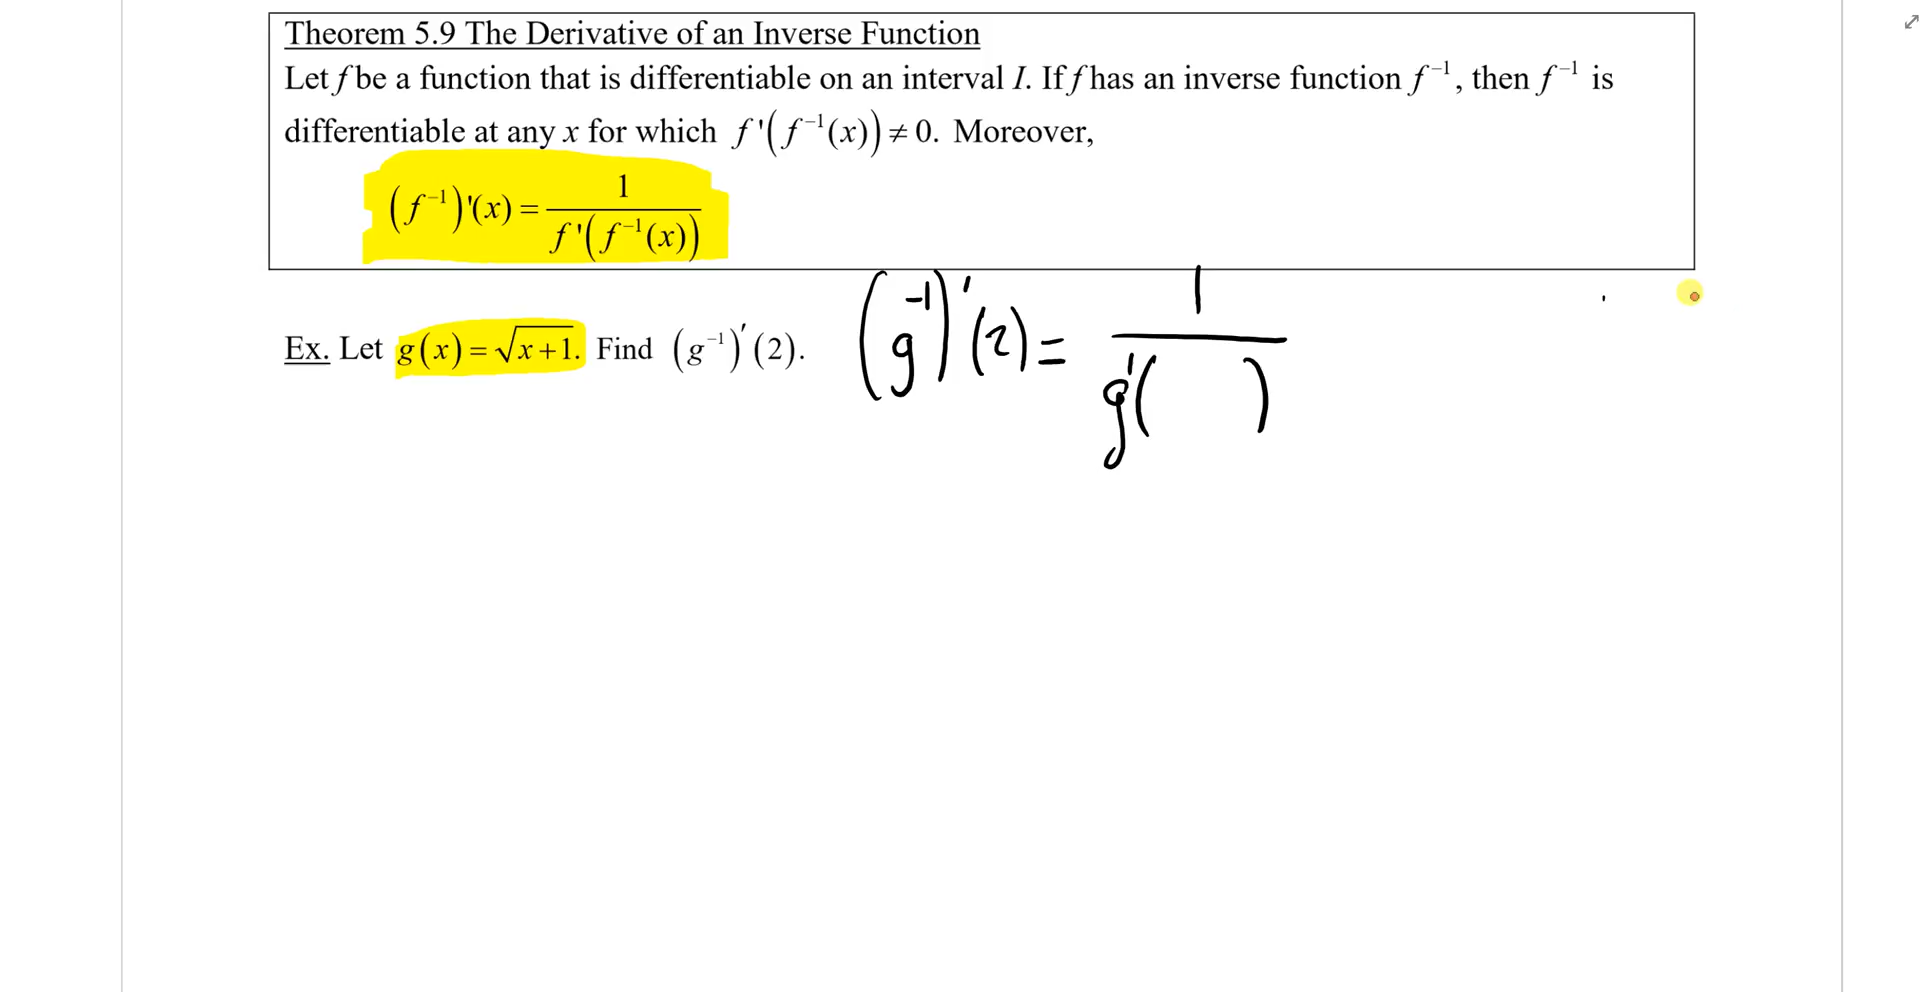 Theorem 5.9 The Derivative of an Inverse Function
Let f be a function that is differentiable on an interval I. If f has an inverse function f⁻¹, then f⁻¹ is
differentiable at any x for which f'(f⁻¹(x)) ≠ 0. Moreover,
(f⁻¹)'(x) = 1 / f'(f⁻¹(x))
Ex. Let g(x) = √(x+1). Find (g⁻¹)′(2). (g⁻¹)'(2) = 1 / g'( )